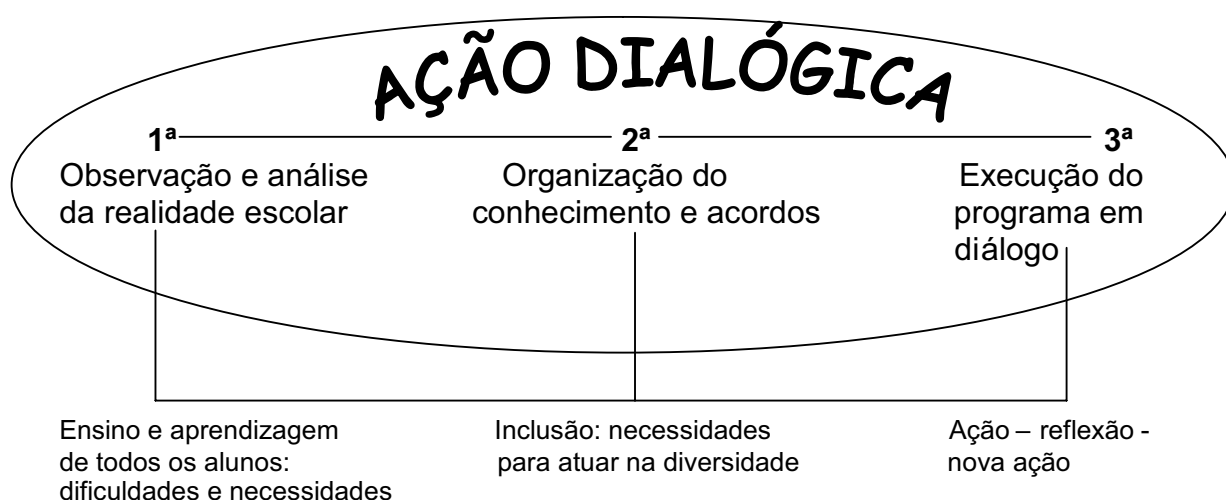 AÇÃO DIALÓGICA
1ª 2ª 3ª
Observação e análise
da realidade escolar
Organização do
conhecimento e acordos
Execução do
programa em
diálogo
Ensino e aprendizagem
de todos os alunos:
dificuldades e necessidades
Inclusão: necessidades
para atuar na diversidade
Ação – reflexão -
nova ação